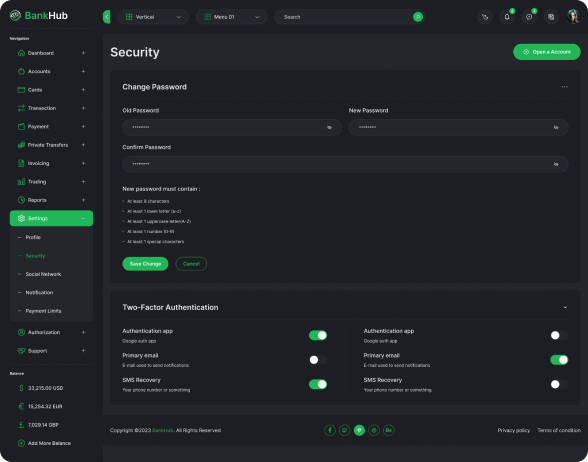 BankHub
Vertical
Menu 01
Search
3
3
Navigation
Dashboard
Accounts
Cards
Transaction
Payment
Private Transfers
Invoicing
Trading
Reports
Settings
Profile
Security
Social Network
Notification
Payment Limits
Authorization
Support
Balance
33,215.00 USD
15,254.32 EUR
7,029.14 GBP
Add More Balance
Security
Open a Account
Change Password
Old Password
New Password
********
********
Confirm Password
********
New password must contain :
At least 8 characters
At least 1 lower letter (a-z)
At least 1 uppercase letter(A-Z)
At least 1 number (0-9)
At least 1 special characters
Save Change
Cancel
Two-Factor Authentication
Authentication app
Google auth app
Authentication app
Google auth app
Primary email
E-mail used to send notifications
Primary email
E-mail used to send notifications
SMS Recovery
Your phone number or something
SMS Recovery
Your phone number or something
Copyright ©2023 BankHub. All Rights Reserved
Privacy policy
Terms of condition